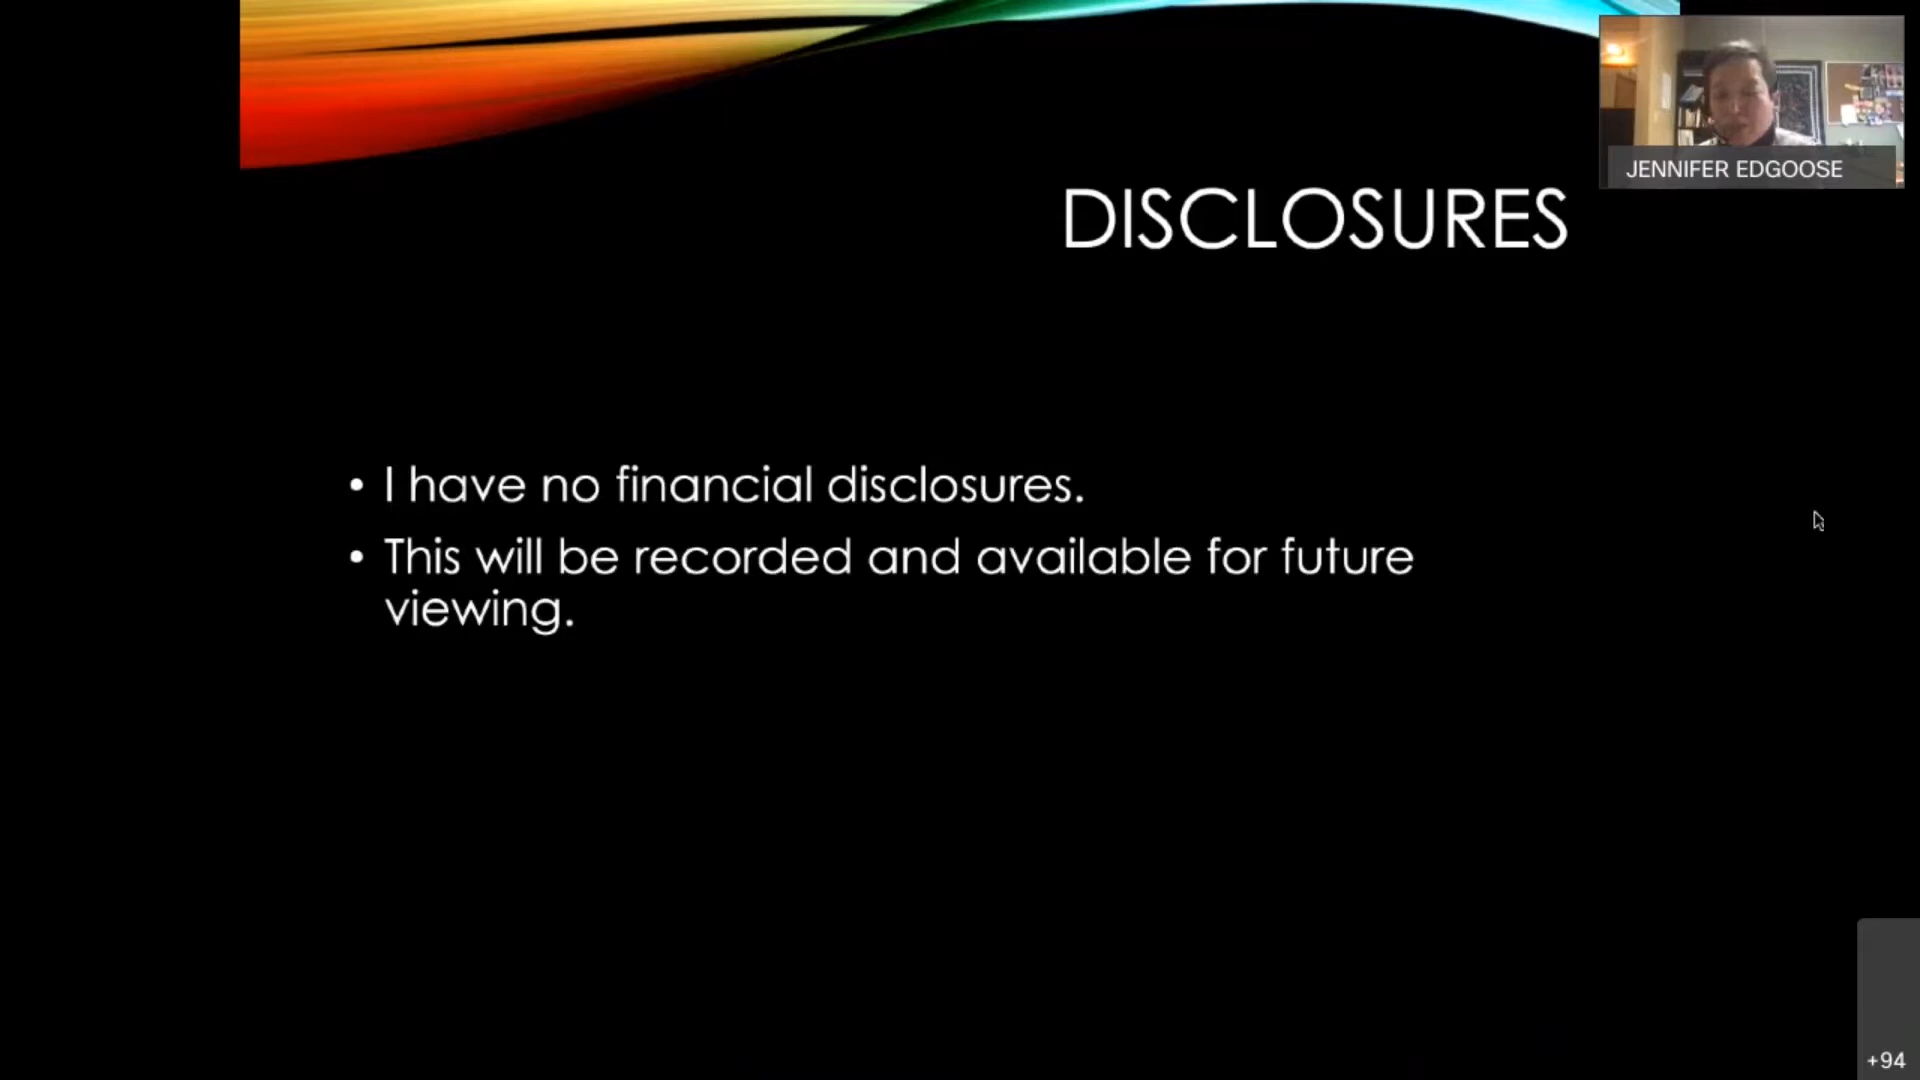 JENNIFER EDGOOSE
DISCLOSURES
• I have no financial disclosures.
• This will be recorded and available for future
viewing.
+94